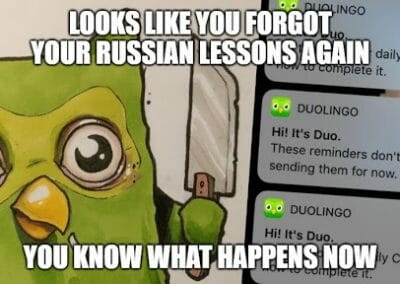 LOOKS LIKE YOU FORGOT
YOUR RUSSIAN LESSONS AGAIN
DUOLINGO
daily
to complete it.
DUOLINGO
Hi! It's Duo.
These reminders don't
sending them for now.
DUOLINGO
Hi! It's Duo.
YOU KNOW WHAT HAPPENS NOW
complete it.